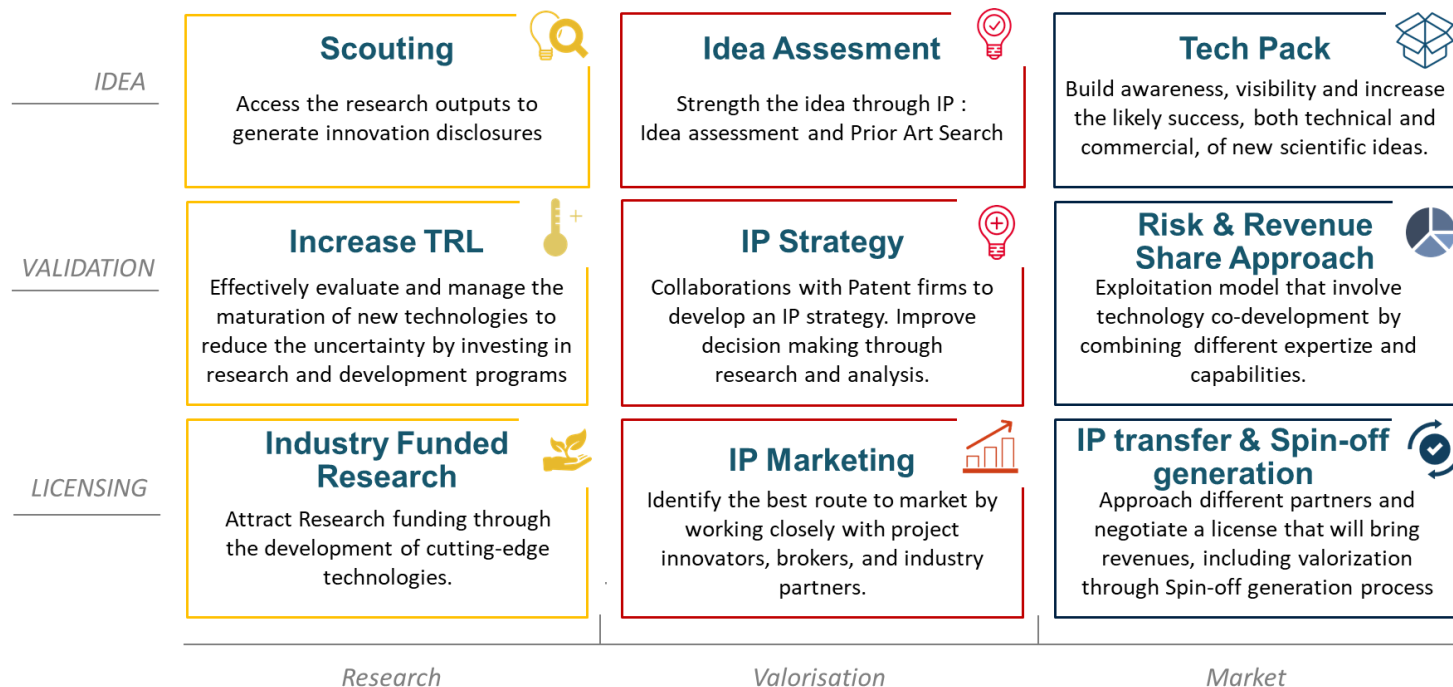 IDEA
Scouting
Access the research outputs to
generate innovation disclosures
Idea Assesment
Strength the idea through IP :
Idea assessment and Prior Art Search
Tech Pack
Build awareness, visibility and increase
the likely success, both technical and
commercial, of new scientific ideas.
VALIDATION
Increase TRL
Effectively evaluate and manage the
maturation of new technologies to
reduce the uncertainty by investing in
research and development programs
IP Strategy
Collaborations with Patent firms to
develop an IP strategy. Improve
decision making through
research and analysis.
Risk & Revenue
Share Approach
Exploitation model that involve
technology co-development by
combining different expertize and
capabilities.
LICENSING
Industry Funded
Research
Attract Research funding through
the development of cutting-edge
technologies.
IP Marketing
Identify the best route to market by
working closely with project
innovators, brokers, and industry
partners.
IP transfer & Spin-off
generation
Approach different partners and
negotiate a license that will bring
revenues, including valorization
through Spin-off generation process
Research
Valorisation
Market